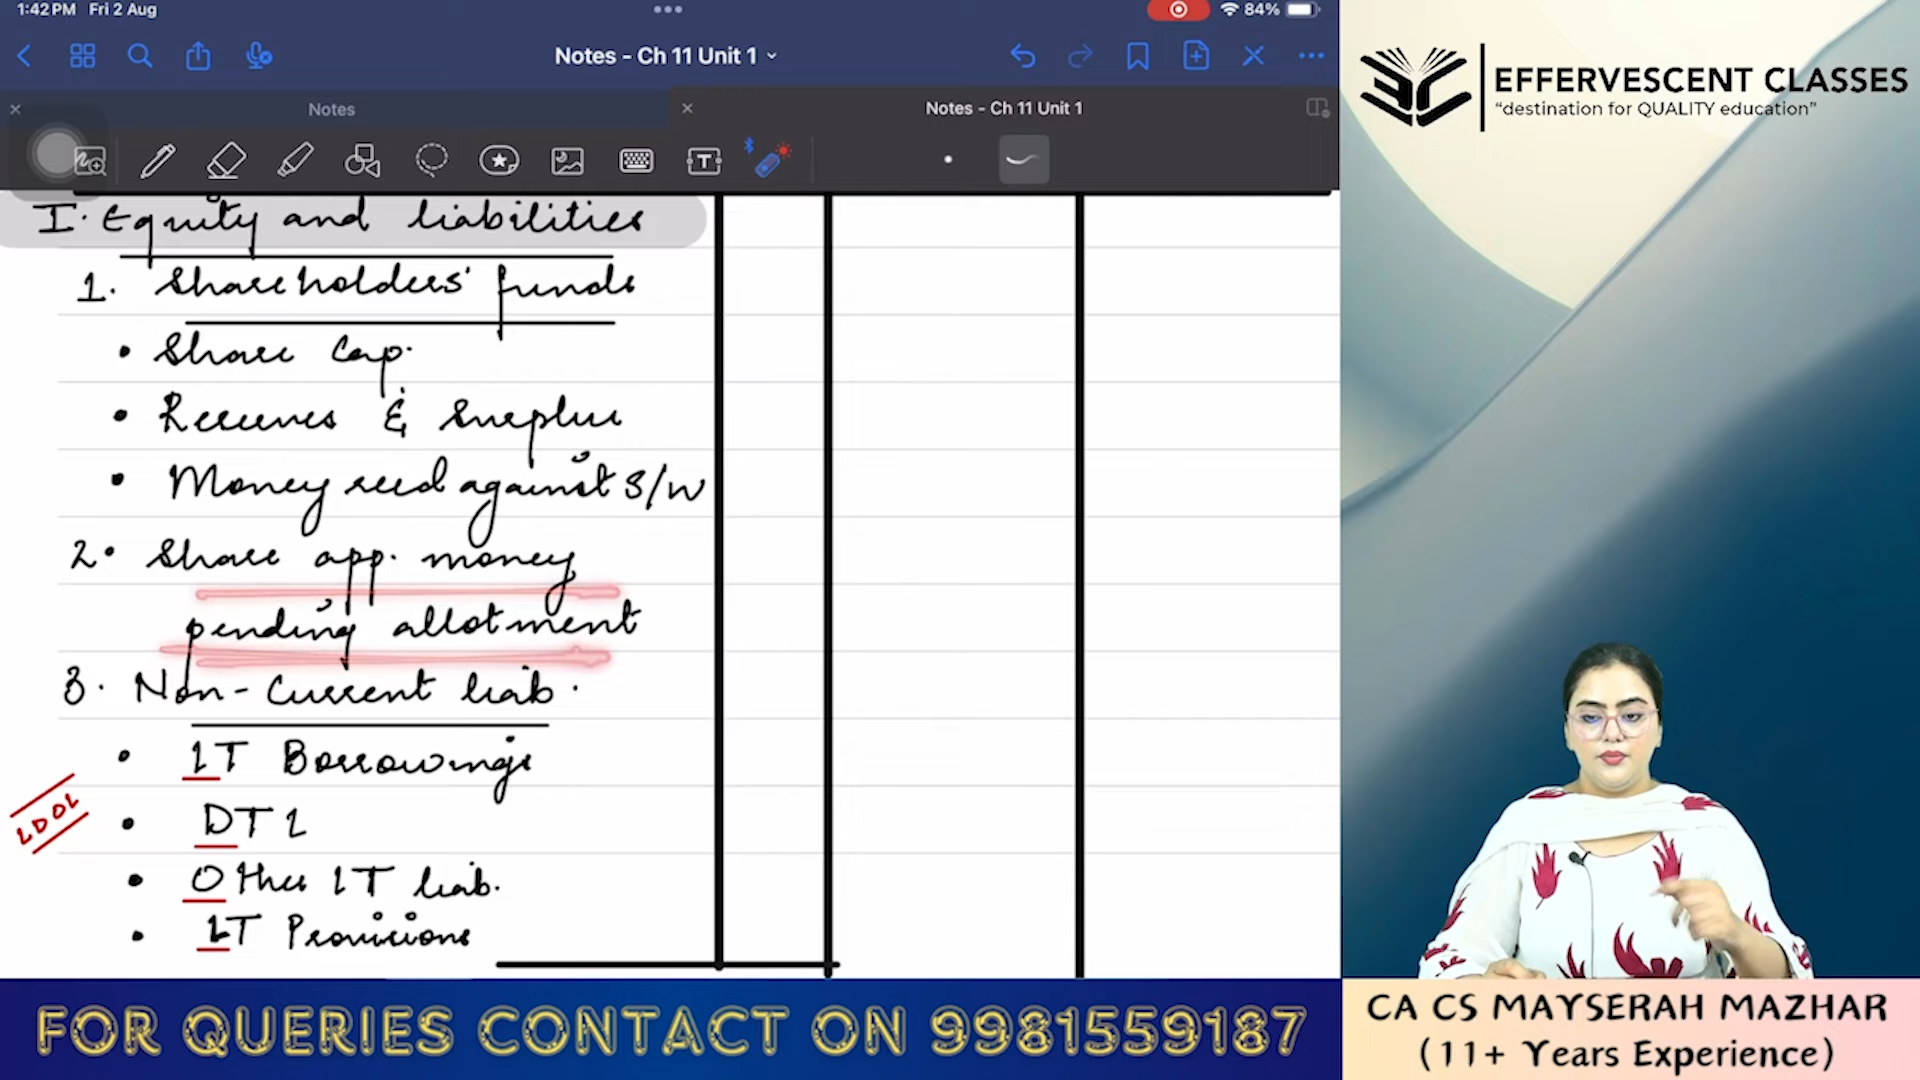 1:42PM Fri 2 Aug
84%
Notes - Ch 11 Unit 1
Notes
Notes - Ch 11 Unit 1
I. Equity and liabilities
1. Shareholders' funds
• Share Cap.
• Reserves & Surplus
• Money recd against S/W
2. Share app. money
pending allotment
3. Non-Current liab.
• LT Borrowings
• DTL
• Other LT liab.
• LT Provisions
LDOL
EFFERVESCENT CLASSES
"destination for QUALITY education"
FOR QUERIES CONTACT ON 9981559187
CA CS MAYSERAH MAZHAR
(11+ Years Experience)